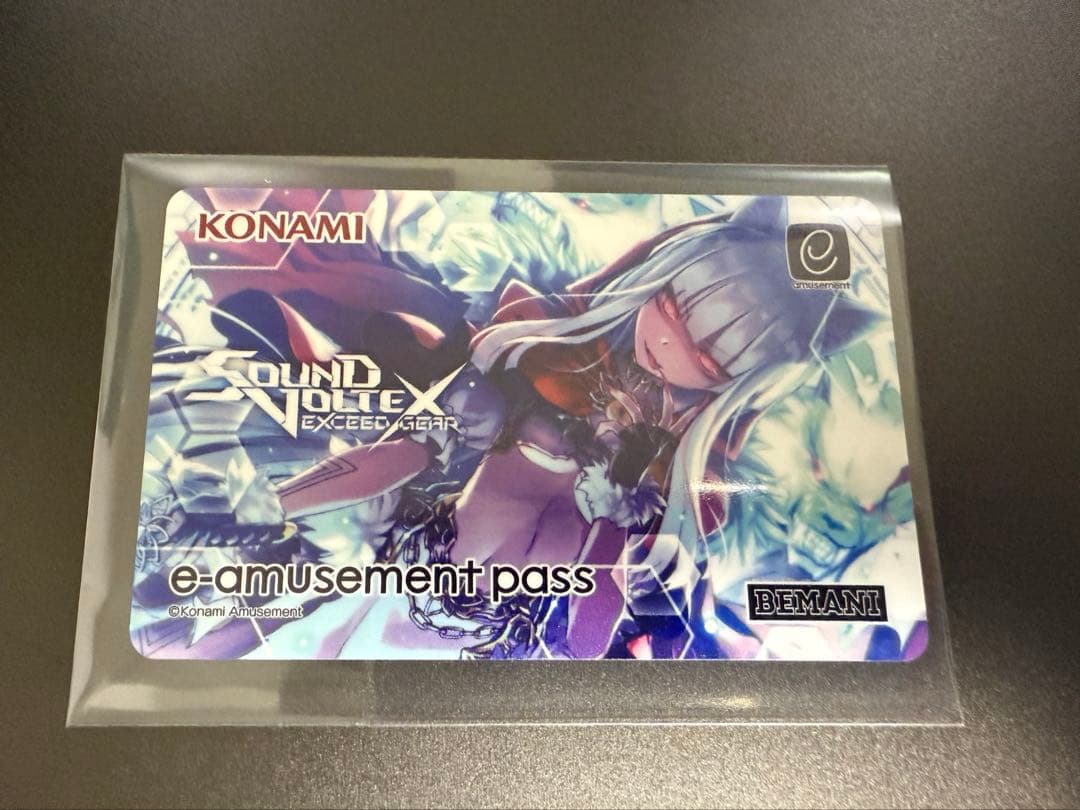 KONAMI
e
amusement
SOUND
VOLTEX
EXCEED GEAR
e-amusement pass
©Konami Amusement
BEMANI